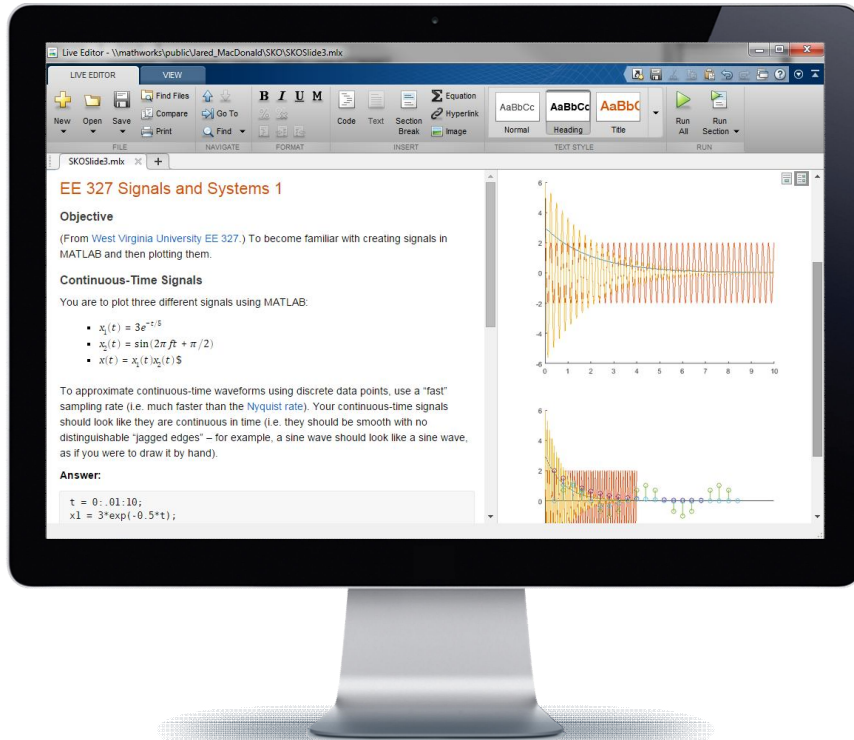 Live Editor - \\mathworks\public\Jared_MacDonald\SKO\SKOSlide3.mlx
LIVE EDITOR VIEW
New Open Save Find Files Compare Print
Go To Find
B I U M
Code Text Section Break Equation Hyperlink Image
AaBbCc AaBbCc AaBbC
Normal Heading Title
Run All Run Section
FILE NAVIGATE FORMAT INSERT TEXT STYLE RUN
SKOSlide3.mlx
EE 327 Signals and Systems 1
Objective
(From West Virginia University EE 327.) To become familiar with creating signals in
MATLAB and then plotting them.
Continuous-Time Signals
You are to plot three different signals using MATLAB:
▪ x₁(t) = 3e^{-t/5}
▪ x₂(t) = sin(2π ft + π/2)
▪ x(t) = x₁(t)x₂(t)$
To approximate continuous-time waveforms using discrete data points, use a “fast”
sampling rate (i.e. much faster than the Nyquist rate). Your continuous-time signals
should look like they are continuous in time (i.e. they should be smooth with no
distinguishable “jagged edges” – for example, a sine wave should look like a sine wave,
as if you were to draw it by hand).
Answer:
t = 0:.01:10;
x1 = 3*exp(-0.5*t);
6
4
2
0
-2
-4
-6
0 1 2 3 4 5 6 7 8 9 10
6
4
2
0